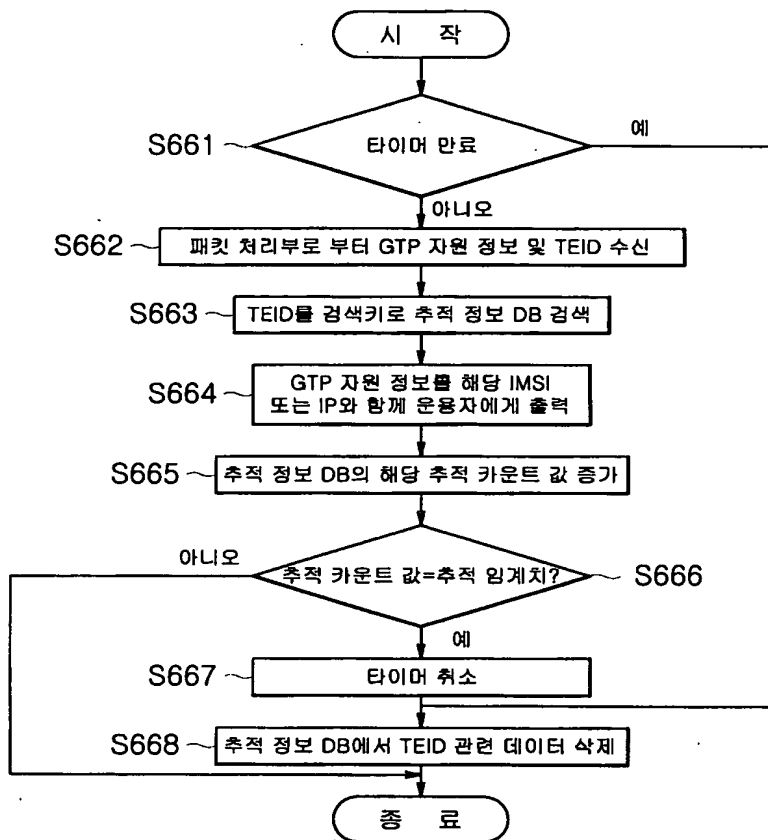 시 작
S661
타이머 만료
예
아니오
S662
패킷 처리부로 부터 GTP 자원 정보 및 TEID 수신
S663
TEID를 검색키로 추적 정보 DB 검색
S664
GTP 자원 정보를 해당 IMSI
또는 IP와 함께 운용자에게 출력
S665
추적 정보 DB의 해당 추적 카운트 값 증가
아니오
추적 카운트 값=추적 임계치?
S666
예
S667
타이머 취소
S668
추적 정보 DB에서 TEID 관련 데이터 삭제
종 료